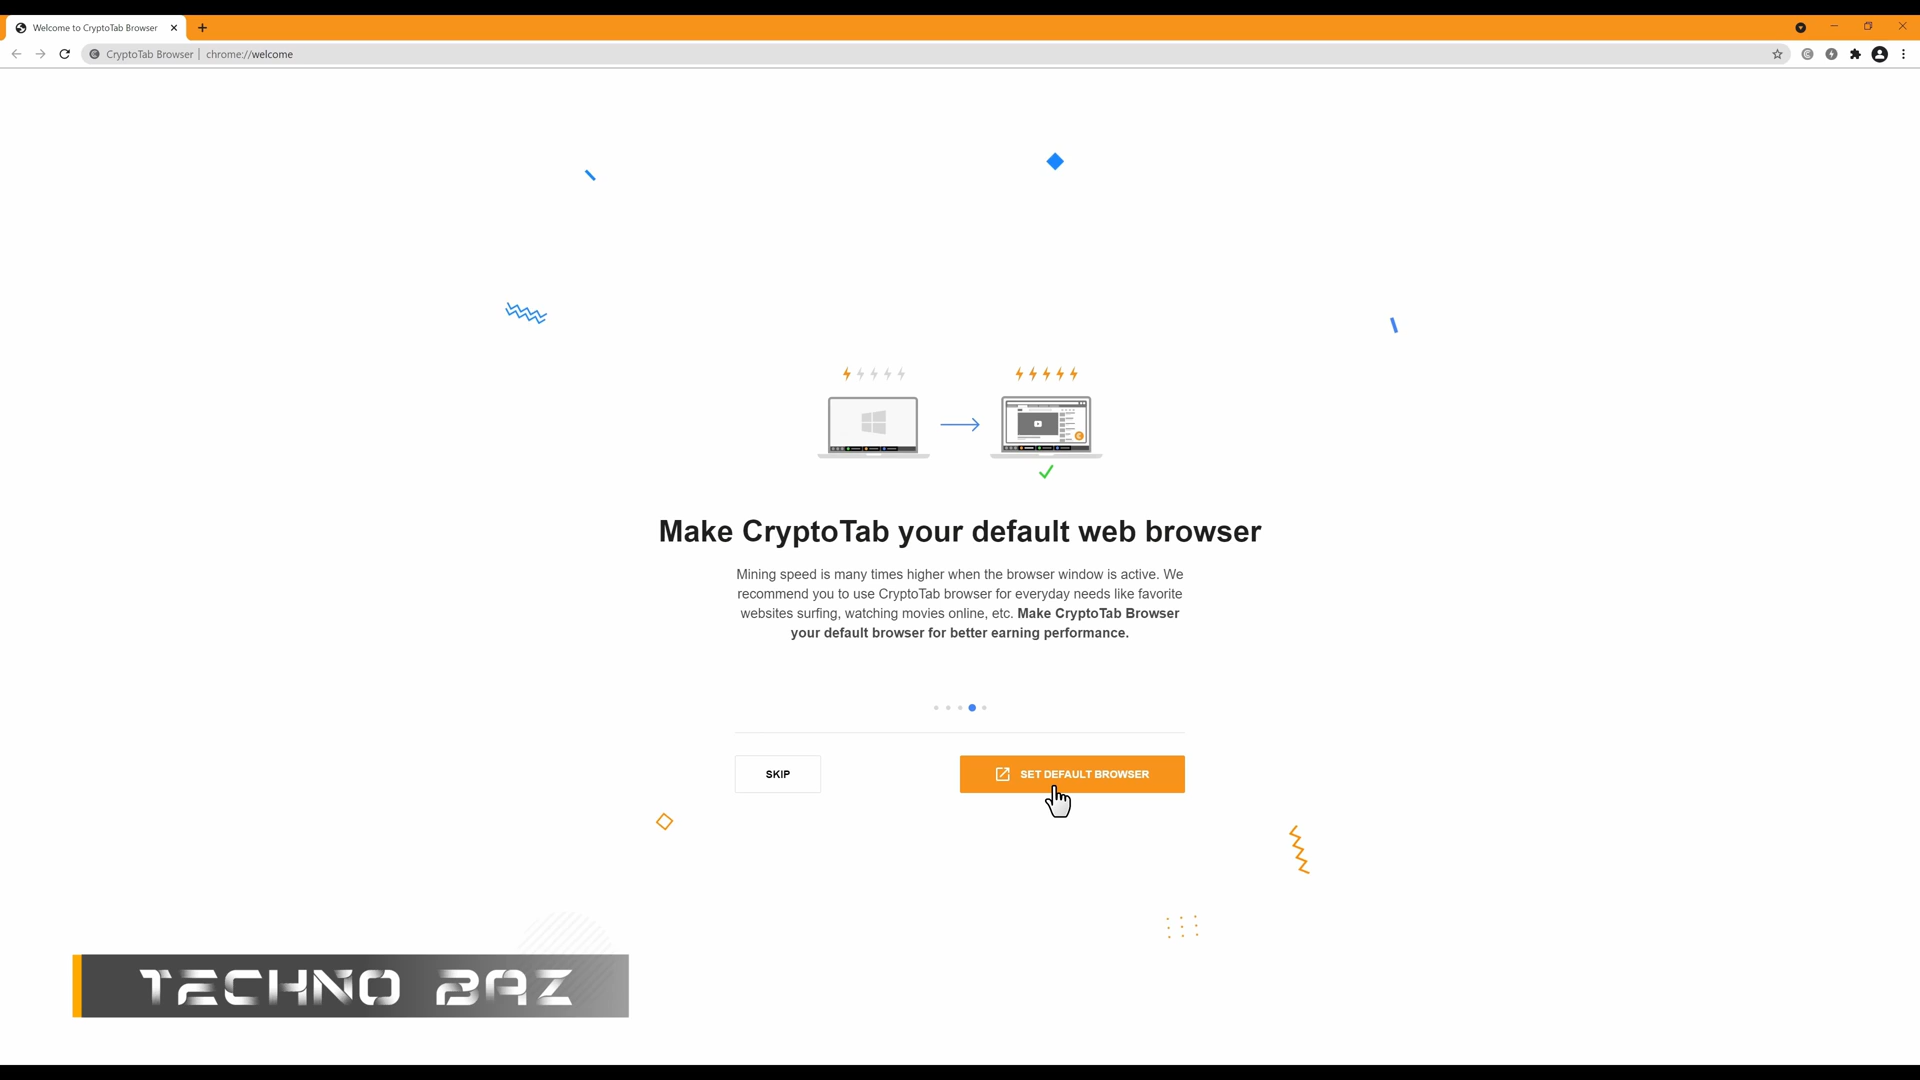 Welcome to CryptoTab Browser
CryptoTab Browser | chrome://welcome
Make CryptoTab your default web browser
Mining speed is many times higher when the browser window is active. We
recommend you to use CryptoTab browser for everyday needs like favorite
websites surfing, watching movies online, etc. Make CryptoTab Browser
your default browser for better earning performance.
SKIP
SET DEFAULT BROWSER
TECHNO BAZ